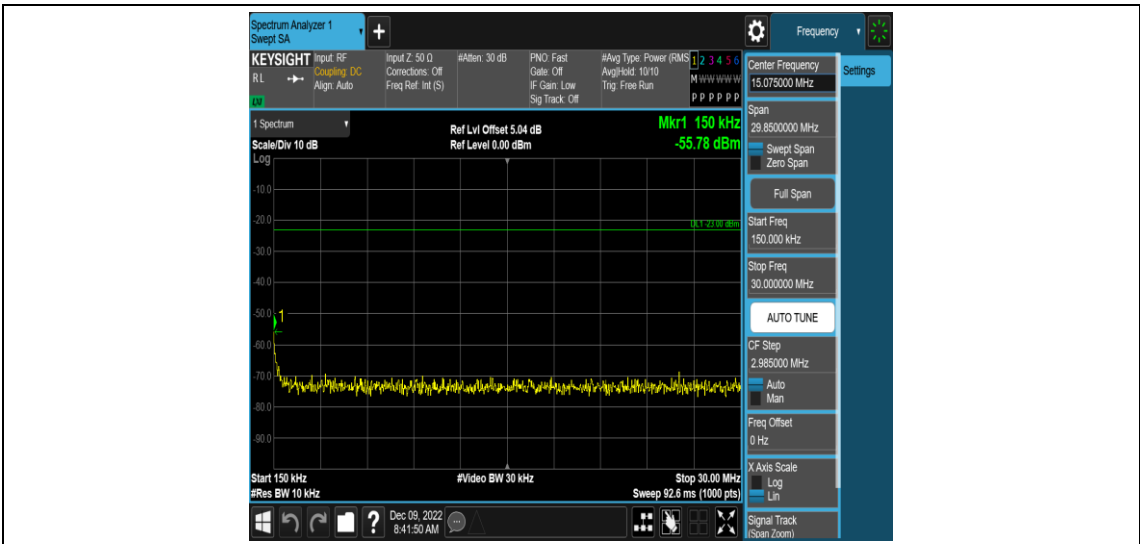 Spectrum Analyzer 1
Swept SA
+
Frequency
KEYSIGHT
RL
LXI
Input: RF
Coupling: DC
Align: Auto
Input Z: 50 Ω
Corrections: Off
Freq Ref: Int (S)
#Atten: 30 dB
PNO: Fast
Gate: Off
IF Gain: Low
Sig Track: Off
#Avg Type: Power (RMS
Avg|Hold: 10/10
Trig: Free Run
1 2 3 4 5 6
M W W W W W
P P P P P P
Center Frequency
15.075000 MHz
Settings
1 Spectrum
Scale/Div 10 dB
Log
Ref Lvl Offset 5.04 dB
Ref Level 0.00 dBm
Mkr1 150 kHz
-55.78 dBm
-10.0
-20.0
DL1 -23.00 dBm
-30.0
-40.0
-50.0
1
-60.0
-70.0
-80.0
-90.0
Start 150 kHz
#Res BW 10 kHz
#Video BW 30 kHz
Stop 30.00 MHz
Sweep 92.6 ms (1000 pts)
Span
29.8500000 MHz
Swept Span
Zero Span
Full Span
Start Freq
150.000 kHz
Stop Freq
30.000000 MHz
AUTO TUNE
CF Step
2.985000 MHz
Auto
Man
Freq Offset
0 Hz
X Axis Scale
Log
Lin
Signal Track
(Span Zoom)
?
Dec 09, 2022
8:41:50 AM